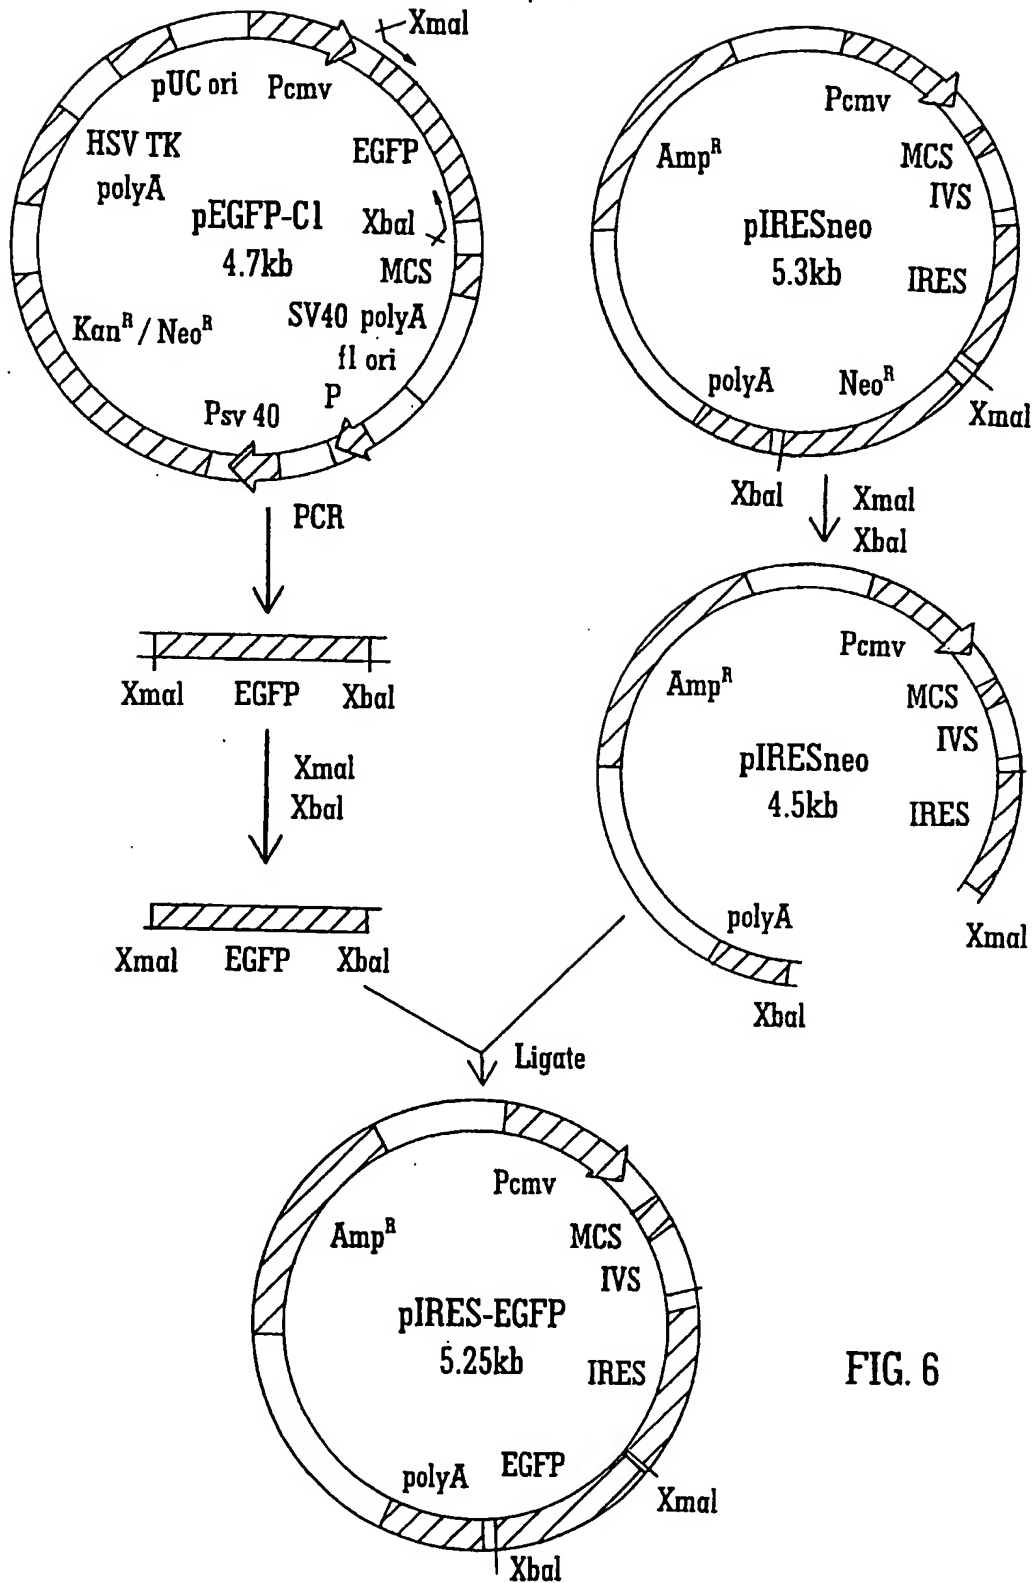 XmaI
pUC ori
Pcmv
HSV TK
polyA
EGFP
pEGFP-C1
4.7kb
XbaI
MCS
SV40 polyA
f1 ori
Kanᴿ / Neoᴿ
P
Psv 40
PCR
XmaI
EGFP
XbaI
XmaI
XbaI
XmaI
EGFP
XbaI
Pcmv
Ampᴿ
MCS
IVS
pIRESneo
5.3kb
IRES
polyA
Neoᴿ
XmaI
XbaI
XmaI
XbaI
Pcmv
Ampᴿ
MCS
IVS
pIRESneo
4.5kb
IRES
polyA
XmaI
XbaI
Ligate
Pcmv
Ampᴿ
MCS
IVS
pIRES-EGFP
5.25kb
IRES
EGFP
polyA
XmaI
XbaI
FIG. 6